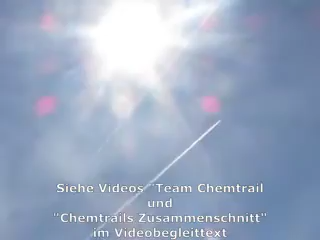 Siehe Videos "Team Chemtrail
und
"Chemtrails Zusammenschnitt"
im Videobegleittext